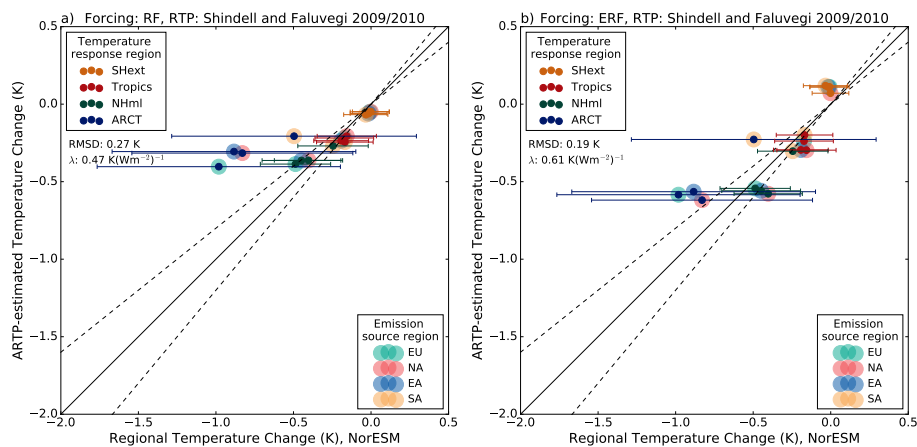 a) Forcing: RF, RTP: Shindell and Faluvegi 2009/2010
0.5
0.0
−0.5
−1.0
−1.5
−2.0
ARTP-estimated Temperature Change (K)
Temperature
response region
SHext
Tropics
NHml
ARCT
RMSD: 0.27 K
λ: 0.47 K(Wm⁻²)⁻¹
Emission
source region
EU
NA
EA
SA
−2.0 −1.5 −1.0 −0.5 0.0 0.5
Regional Temperature Change (K), NorESM
b) Forcing: ERF, RTP: Shindell and Faluvegi 2009/2010
0.5
0.0
−0.5
−1.0
−1.5
−2.0
ARTP-estimated Temperature Change (K)
Temperature
response region
SHext
Tropics
NHml
ARCT
RMSD: 0.19 K
λ: 0.61 K(Wm⁻²)⁻¹
Emission
source region
EU
NA
EA
SA
−2.0 −1.5 −1.0 −0.5 0.0 0.5
Regional Temperature Change (K), NorESM